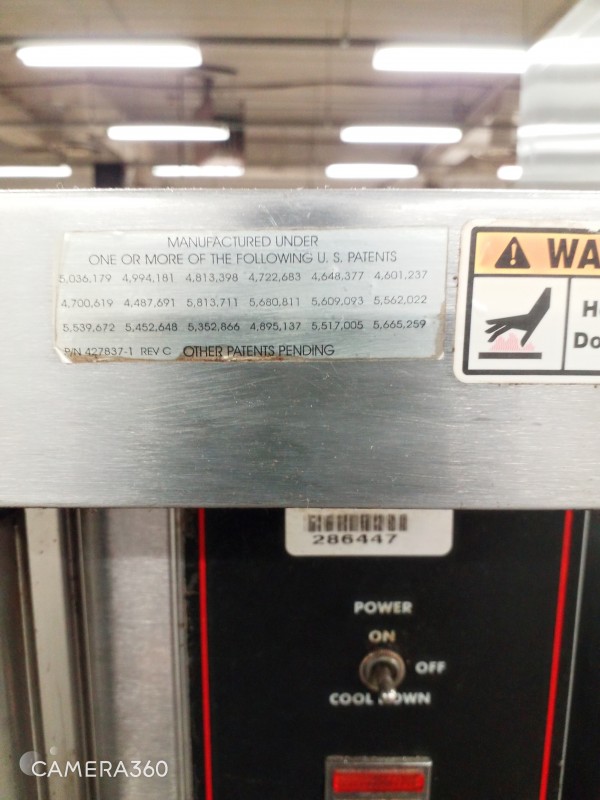 MANUFACTURED UNDER
ONE OR MORE OF THE FOLLOWING U. S. PATENTS
5,036,179 4,994,181 4,813,398 4,722,683 4,648,377 4,601,237
4,700,619 4,487,691 5,813,711 5,680,811 5,609,093 5,562,022
5,539,672 5,452,648 5,352,866 4,895,137 5,517,005 5,665,259
P/N 427837-1 REV C OTHER PATENTS PENDING
WA
H
Do
286447
POWER
ON
OFF
COOL DOWN
CAMERA360